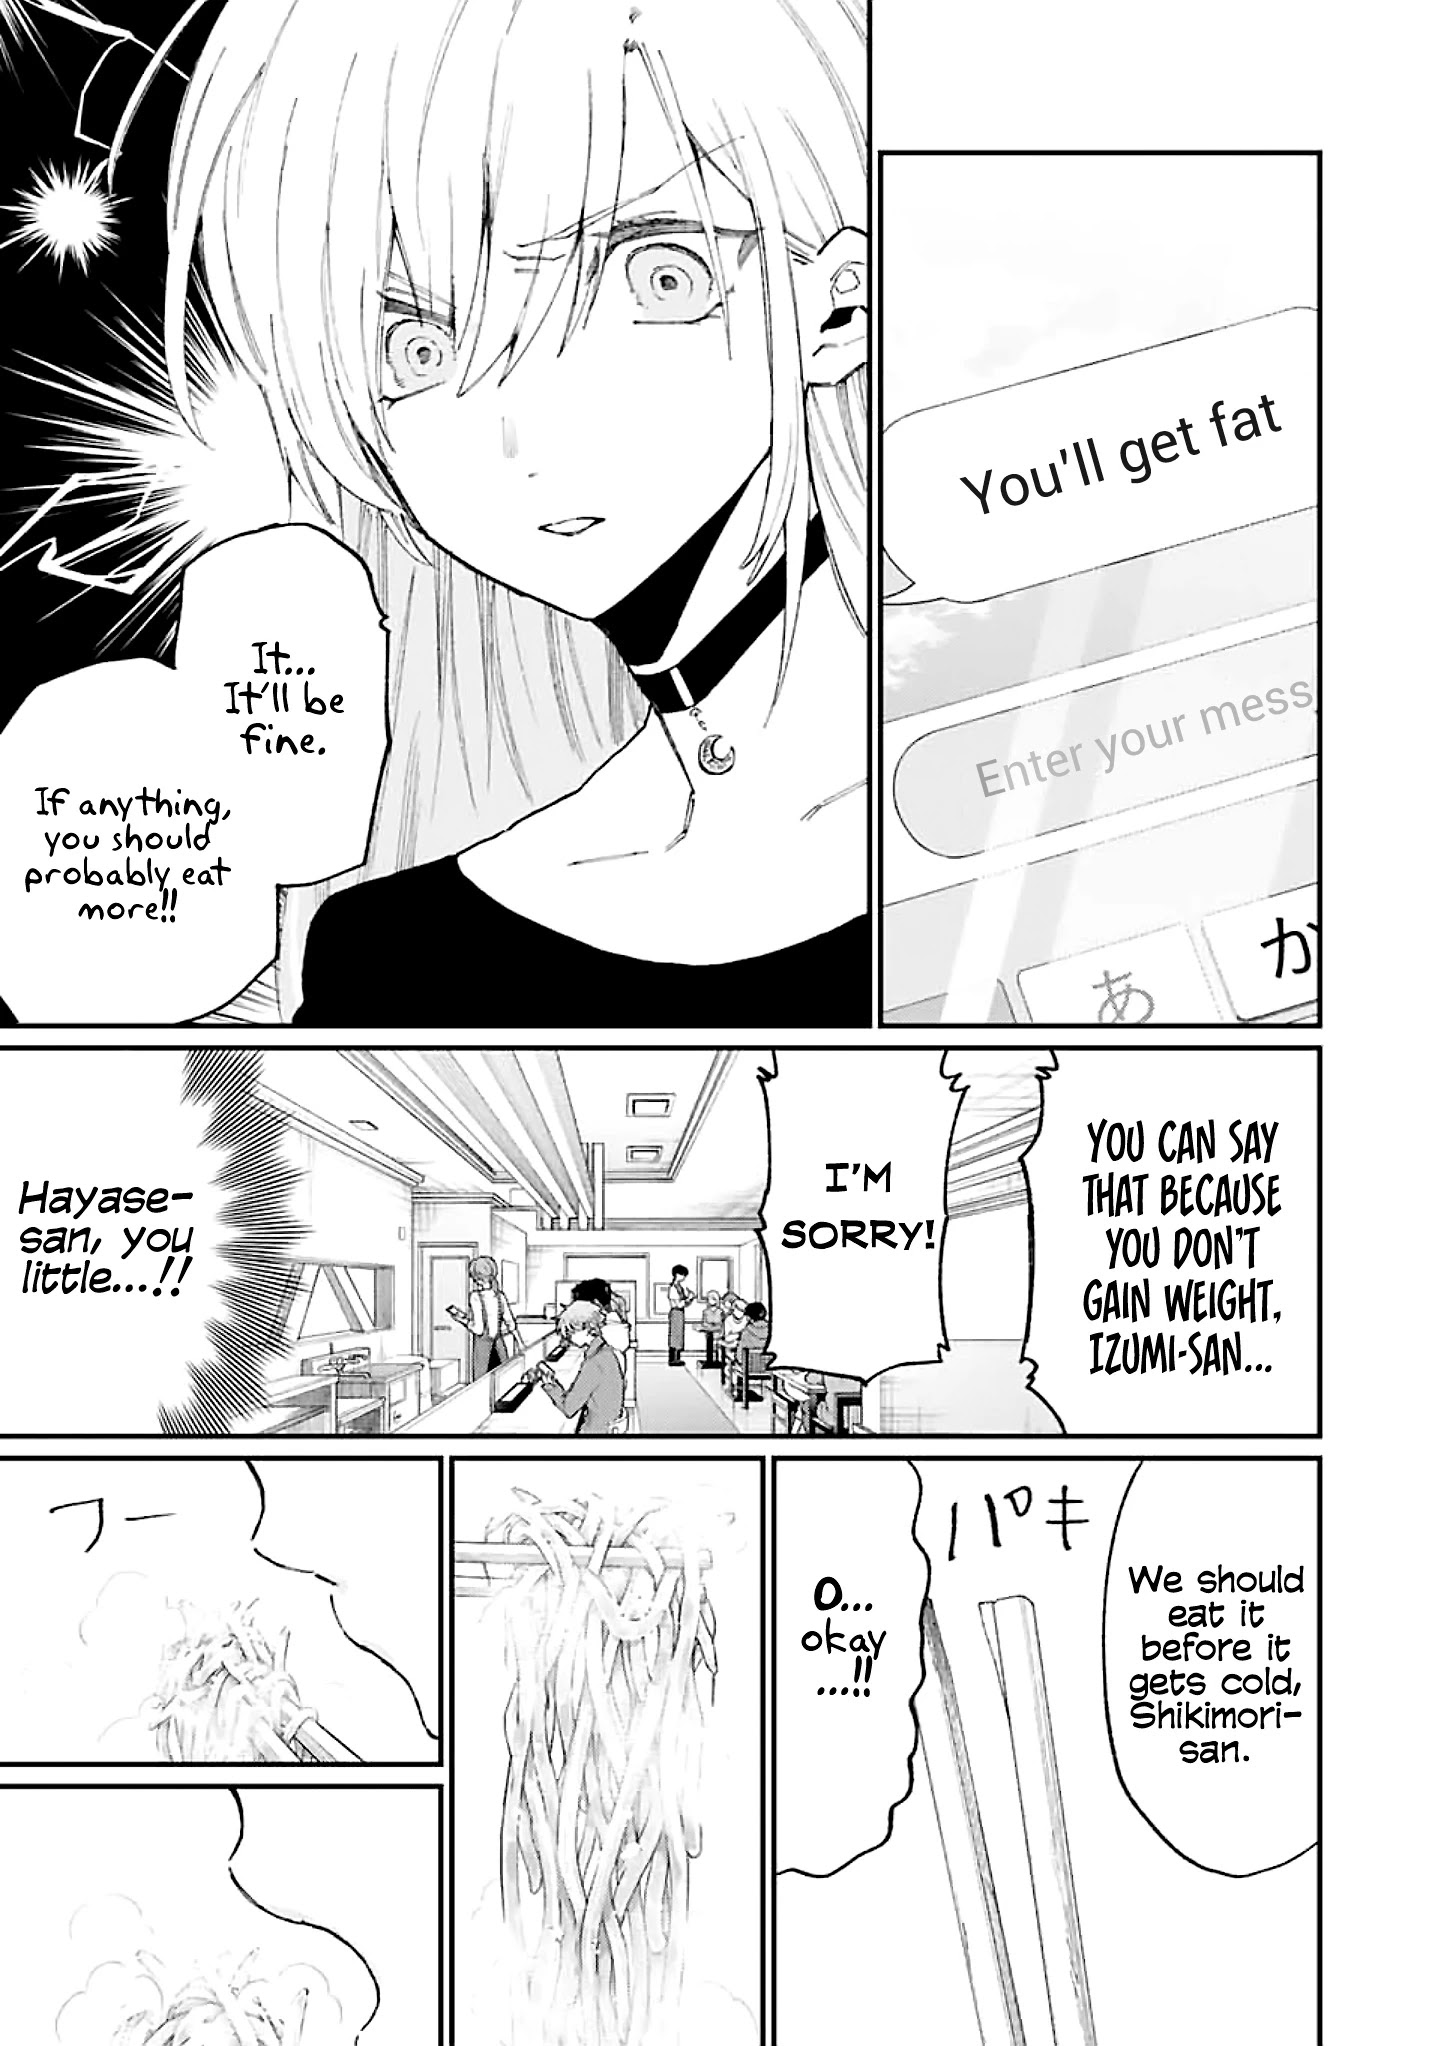 You'll get fat
Enter your mess
あ
か
It...
It'll be
fine.
If anything,
you should
probably eat
more!!
YOU CAN SAY
THAT BECAUSE
YOU DON'T
GAIN WEIGHT,
IZUMI-SAN...
I'M
SORRY!
Hayase-
san, you
little...!!
We should
eat it
before it
gets cold,
Shikimori-
san.
パキ
O...
okay
...!!
フー